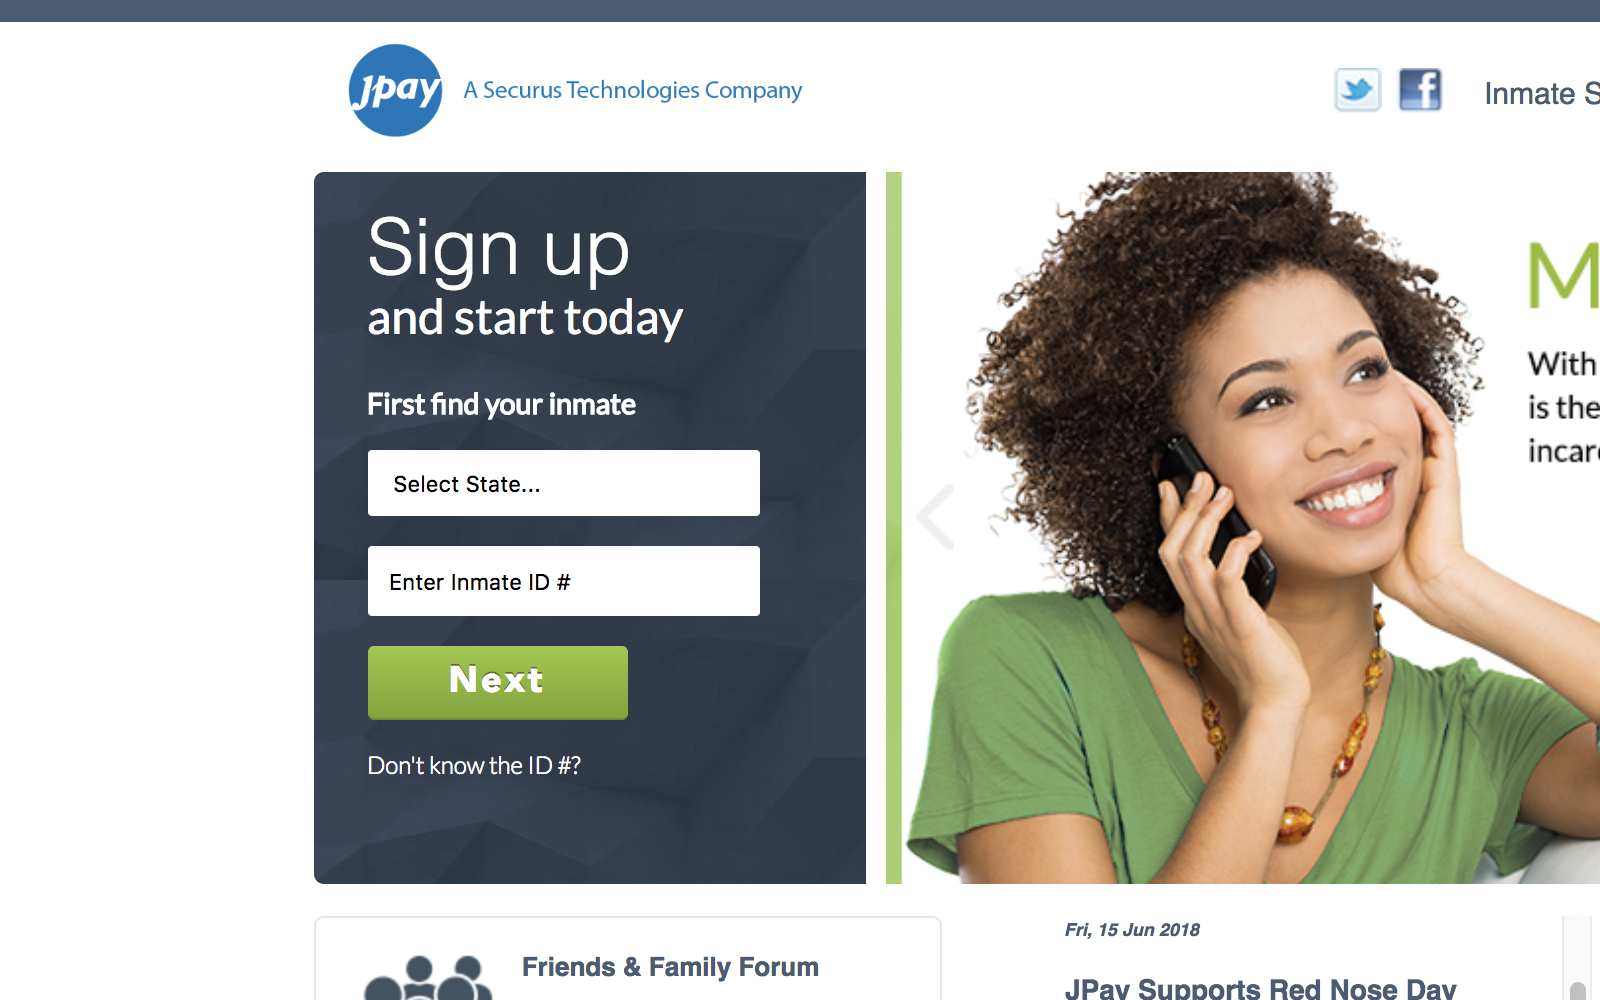 Jpay A Securus Technologies Company
Inmate S
Sign up
and start today
First find your inmate
Select State...
Enter Inmate ID #
Next
Don't know the ID #?
M
With
is the
incar
Friends & Family Forum
Fri, 15 Jun 2018
JPay Supports Red Nose Day